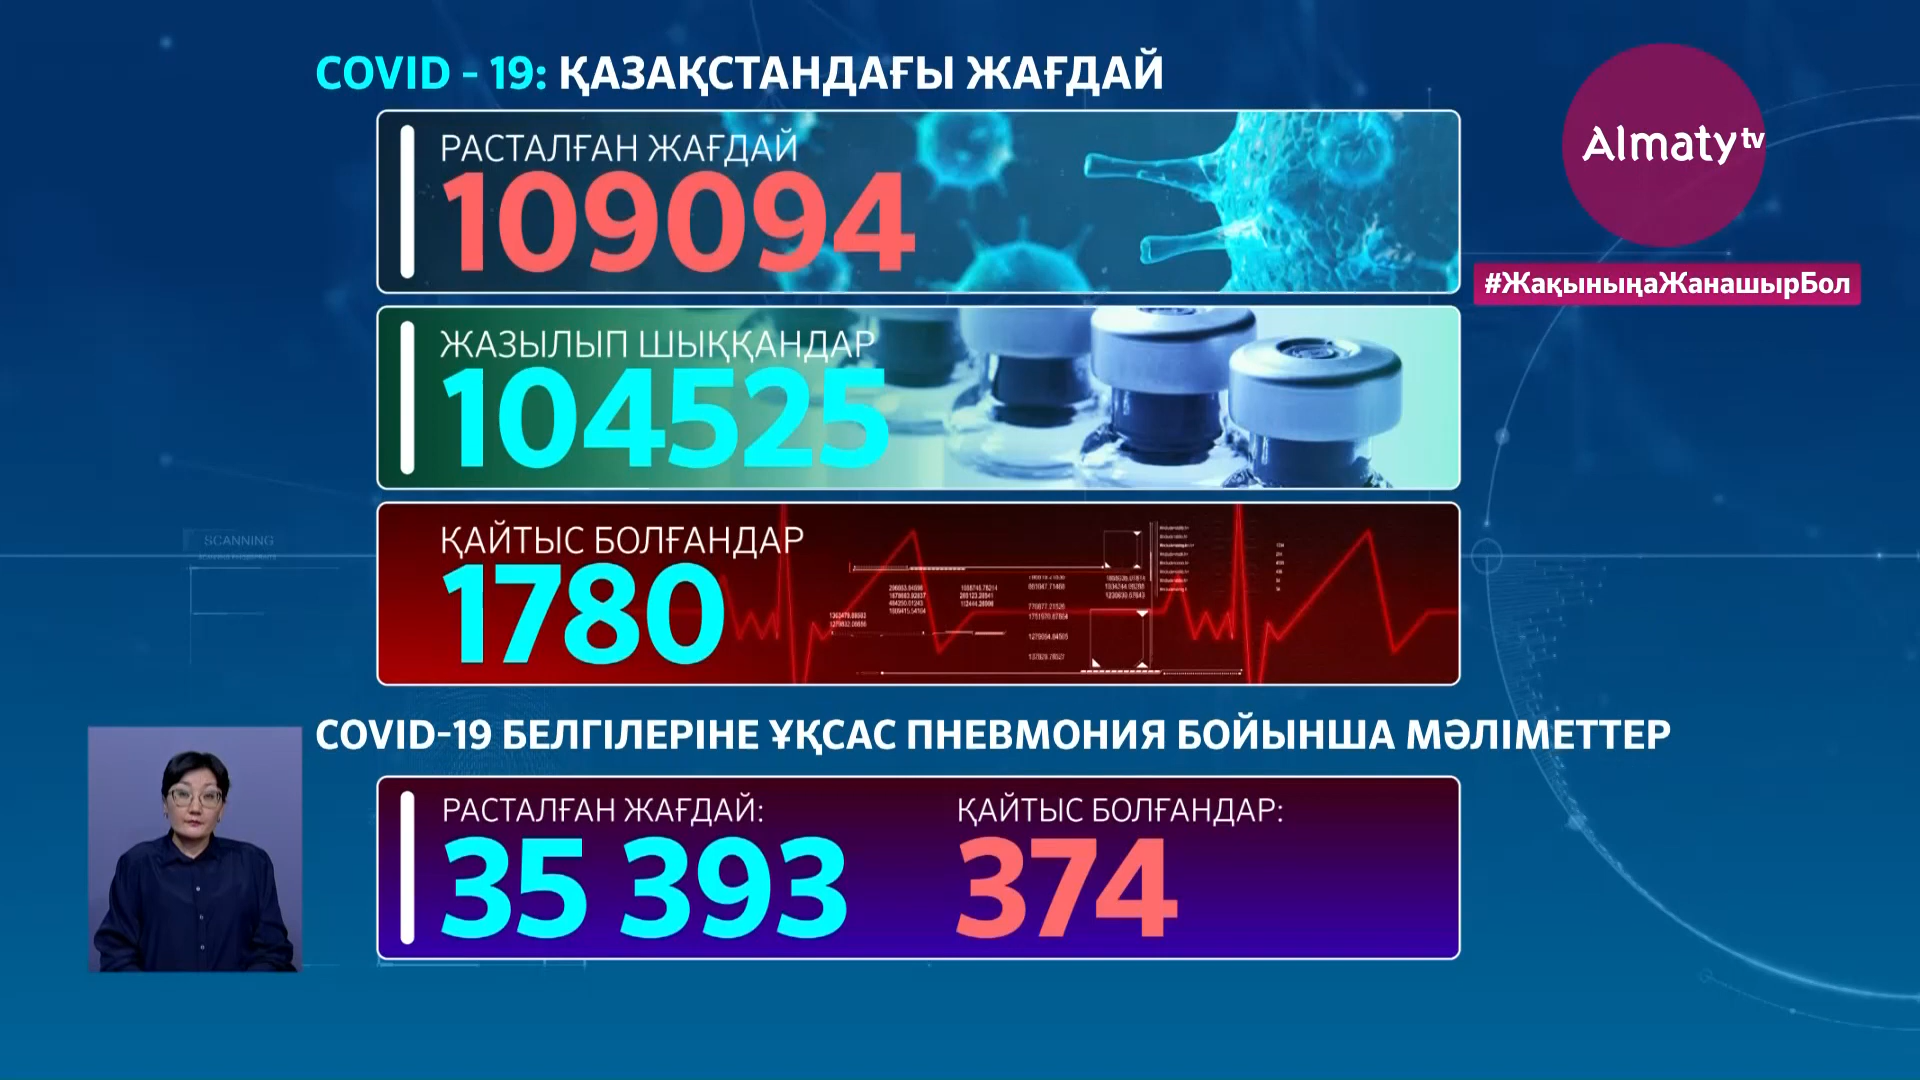 COVID - 19: ҚАЗАҚСТАНДАҒЫ ЖАҒДАЙ
РАСТАЛҒАН ЖАҒДАЙ
109094
Almaty tv
#ЖақыныңаЖанашырБол
ЖАЗЫЛЫП ШЫҚҚАНДАР
104525
ҚАЙТЫС БОЛҒАНДАР
1780
SCANNING
COVID-19 БЕЛГІЛЕРІНЕ ҰҚСАС ПНЕВМОНИЯ БОЙЫНША МӘЛІМЕТТЕР
РАСТАЛҒАН ЖАҒДАЙ:
35 393
ҚАЙТЫС БОЛҒАНДАР:
374